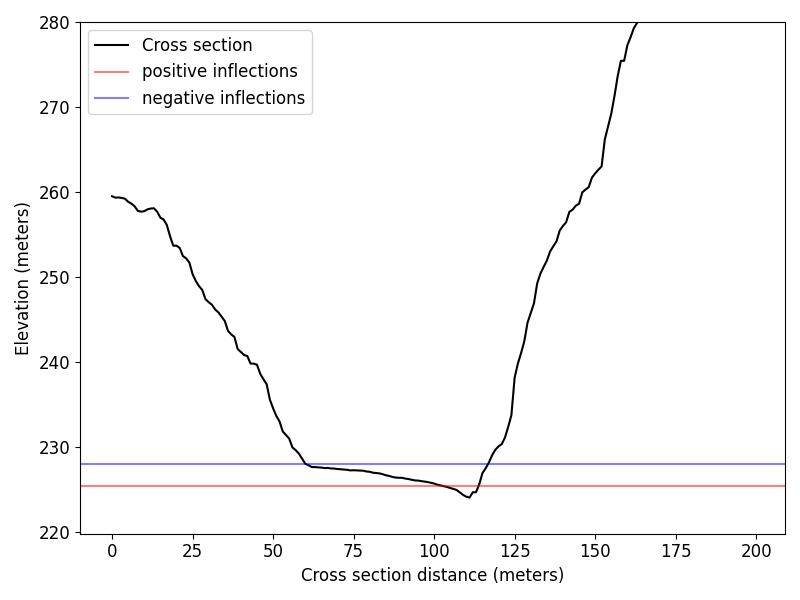 280
270
260
250
240
230
220
Elevation (meters)
Cross section
positive inflections
negative inflections
0 25 50 75 100 125 150 175 200
Cross section distance (meters)